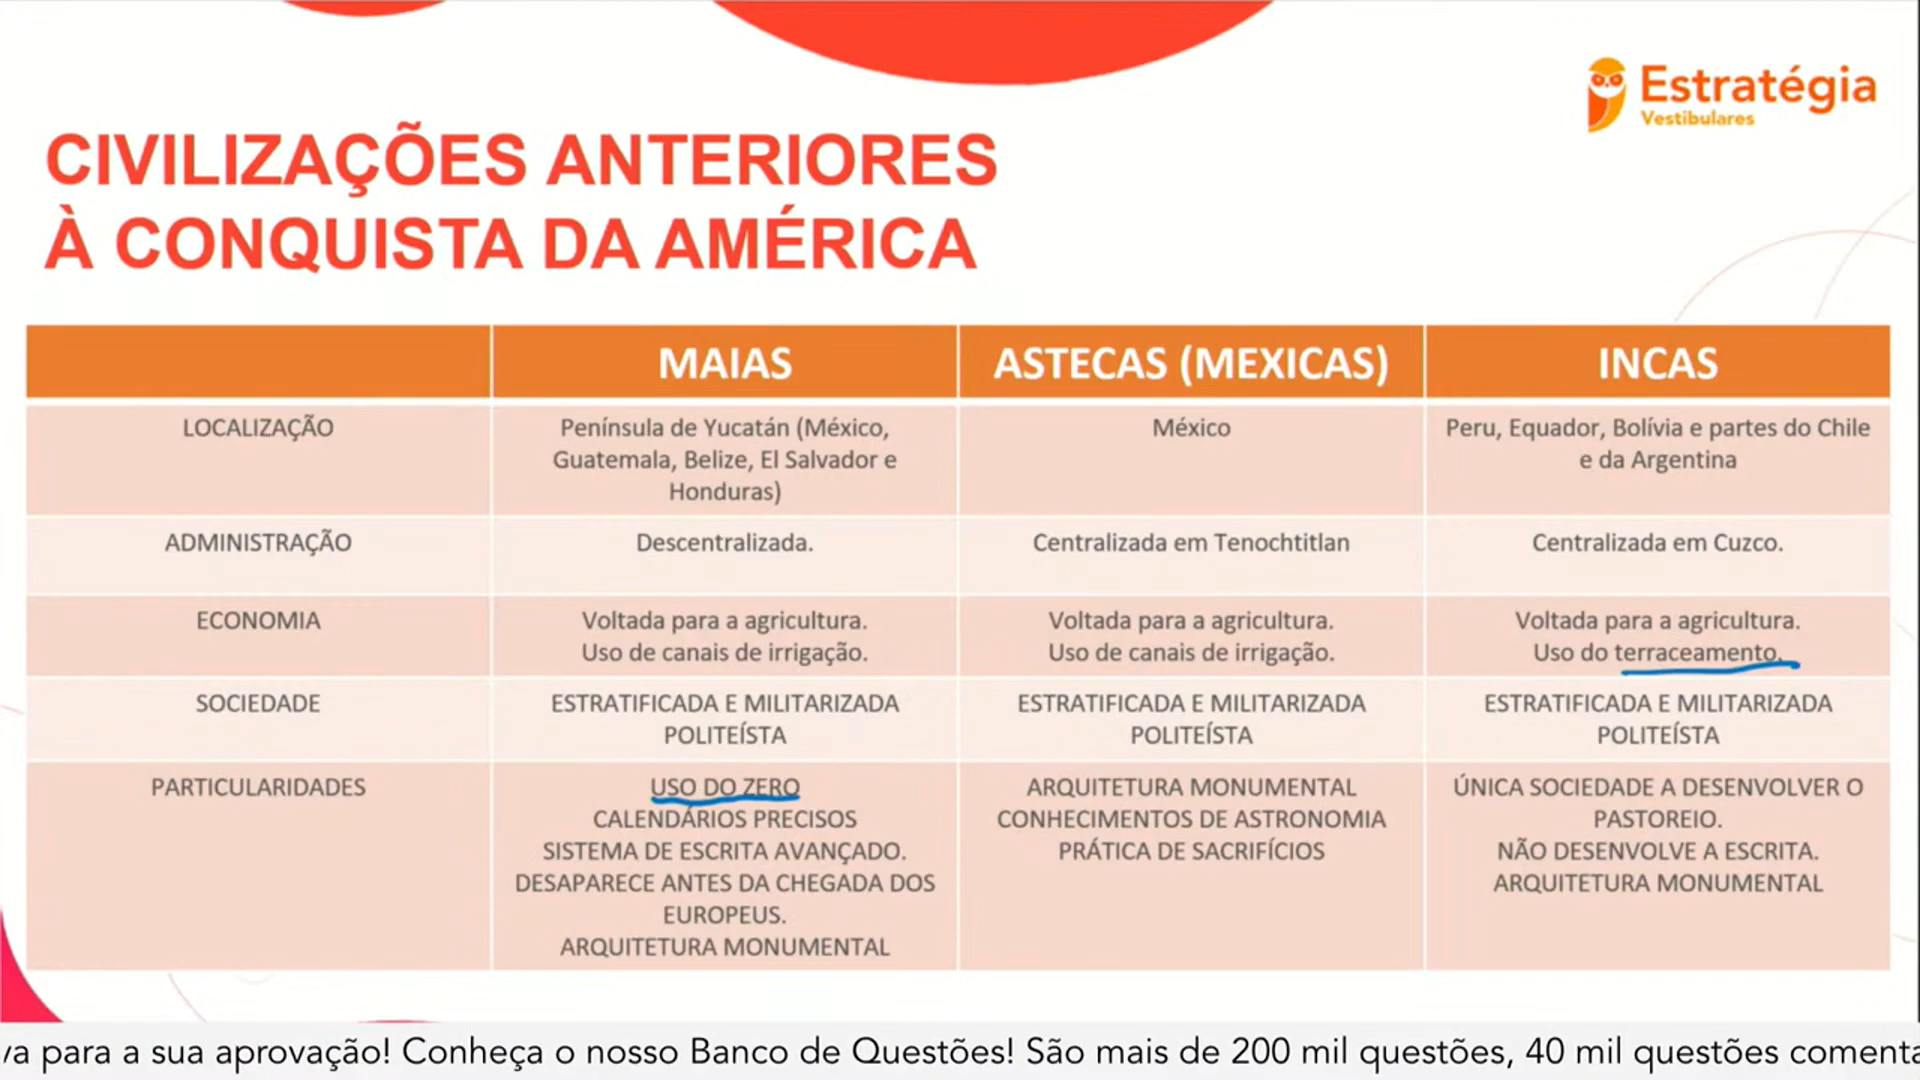 Estratégia
Vestibulares
CIVILIZAÇÕES ANTERIORES
À CONQUISTA DA AMÉRICA
MAIAS
ASTECAS (MEXICAS)
INCAS
LOCALIZAÇÃO
Península de Yucatán (México,
Guatemala, Belize, El Salvador e
Honduras)
México
Peru, Equador, Bolívia e partes do Chile
e da Argentina
ADMINISTRAÇÃO
Descentralizada.
Centralizada em Tenochtitlan
Centralizada em Cuzco.
ECONOMIA
Voltada para a agricultura.
Uso de canais de irrigação.
Voltada para a agricultura.
Uso de canais de irrigação.
Voltada para a agricultura.
Uso do terraceamento.
SOCIEDADE
ESTRATIFICADA E MILITARIZADA
POLITEÍSTA
ESTRATIFICADA E MILITARIZADA
POLITEÍSTA
ESTRATIFICADA E MILITARIZADA
POLITEÍSTA
PARTICULARIDADES
USO DO ZERO
CALENDÁRIOS PRECISOS
SISTEMA DE ESCRITA AVANÇADO.
DESAPARECE ANTES DA CHEGADA DOS
EUROPEUS.
ARQUITETURA MONUMENTAL
ARQUITETURA MONUMENTAL
CONHECIMENTOS DE ASTRONOMIA
PRÁTICA DE SACRIFÍCIOS
ÚNICA SOCIEDADE A DESENVOLVER O
PASTOREIO.
NÃO DESENVOLVE A ESCRITA.
ARQUITETURA MONUMENTAL
va para a sua aprovação! Conheça o nosso Banco de Questões! São mais de 200 mil questões, 40 mil questões comenta